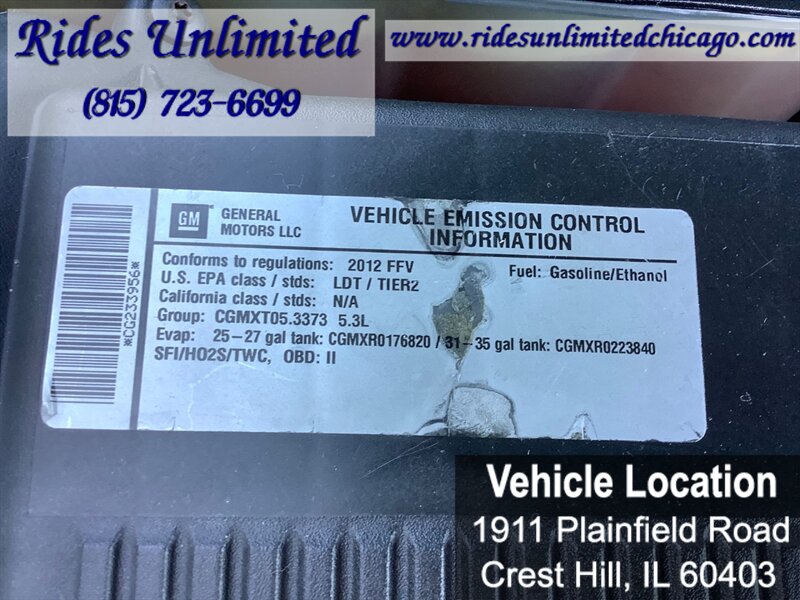 Rides Unlimited
(815) 723-6699
www.ridesunlimitedchicago.com
*CG233956*
GM
GENERAL
MOTORS LLC
VEHICLE EMISSION CONTROL
INFORMATION
Conforms to regulations: 2012 FFV
Fuel: Gasoline/Ethanol
U.S. EPA class / stds: LDT / TIER2
California class / stds: N/A
Group: CGMXT05.3373 5.3L
Evap: 25-27 gal tank: CGMXR0176820 / 31-35 gal tank: CGMXR0223840
SFI/HO2S/TWC, OBD: II
Vehicle Location
1911 Plainfield Road
Crest Hill, IL 60403